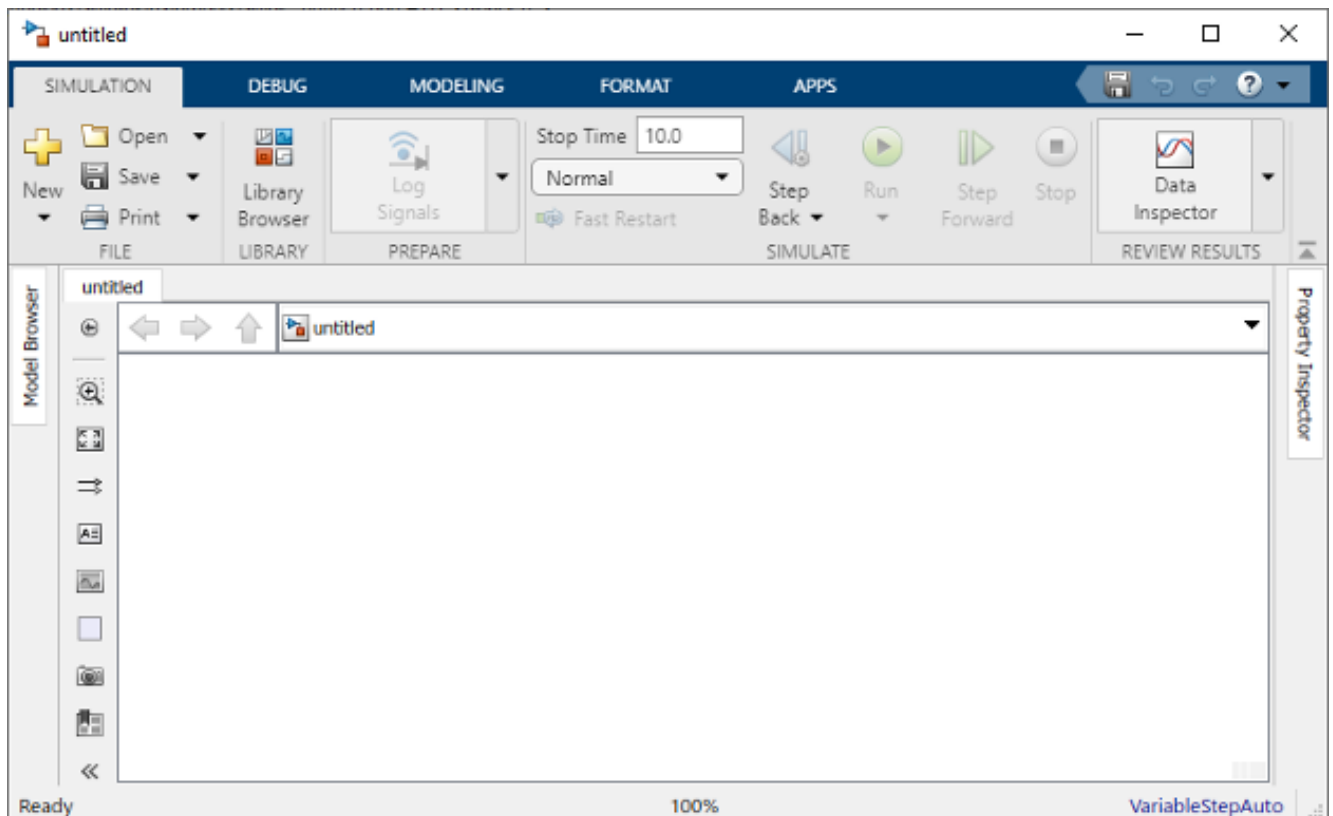 untitled
SIMULATION DEBUG MODELING FORMAT APPS
New
Open
Save
Print
FILE
Library
Browser
LIBRARY
Log
Signals
PREPARE
Stop Time 10.0
Normal
Fast Restart
Step
Back
Run
Step
Forward
Stop
SIMULATE
Data
Inspector
REVIEW RESULTS
Model Browser
untitled
untitled
Property Inspector
Ready 100% VariableStepAuto